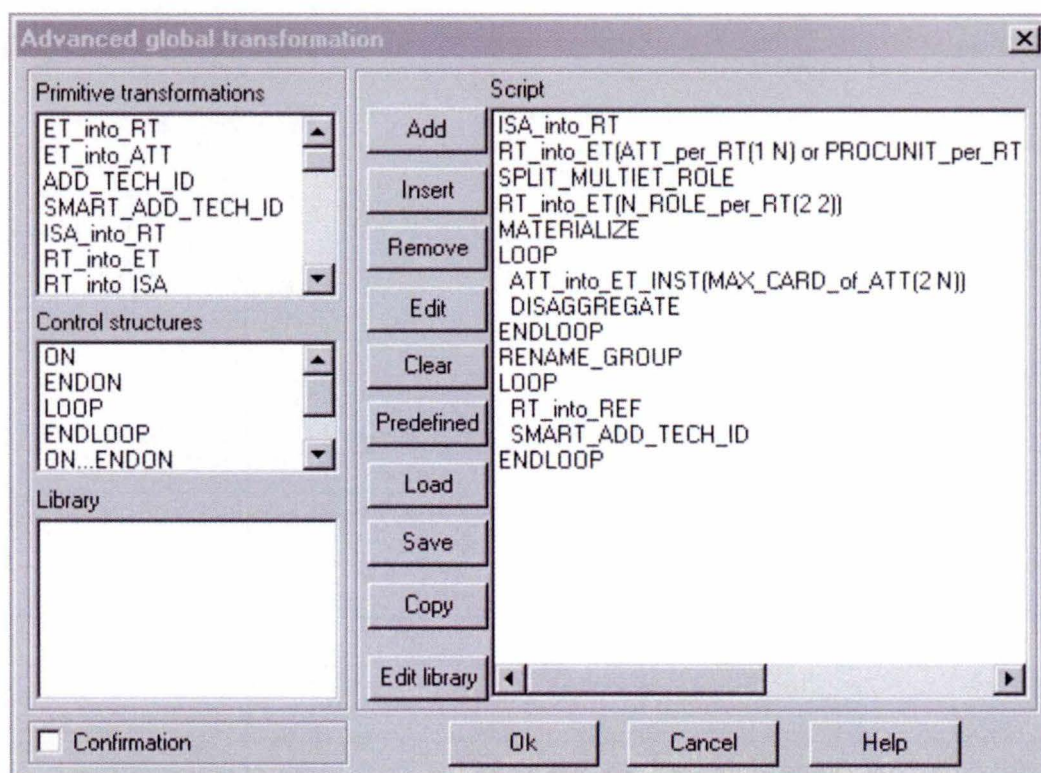 Advanced global transformation
Primitive transformations
ET_into_RT
ET_into_ATT
ADD_TECH_ID
SMART_ADD_TECH_ID
ISA_into_RT
RT_into_ET
RT_into_ISA
Control structures
ON
ENDON
LOOP
ENDLOOP
ON...ENDON
Library
Confirmation
Add
Insert
Remove
Edit
Clear
Predefined
Load
Save
Copy
Edit library
Script
ISA_into_RT
RT_into_ET(ATT_per_RT(1 N) or PROCUNIT_per_RT
SPLIT_MULTIET_ROLE
RT_into_ET(N_ROLE_per_RT(2 2))
MATERIALIZE
LOOP
ATT_into_ET_INST(MAX_CARD_of_ATT(2 N))
DISAGGREGATE
ENDLOOP
RENAME_GROUP
LOOP
RT_into_REF
SMART_ADD_TECH_ID
ENDLOOP
Ok
Cancel
Help